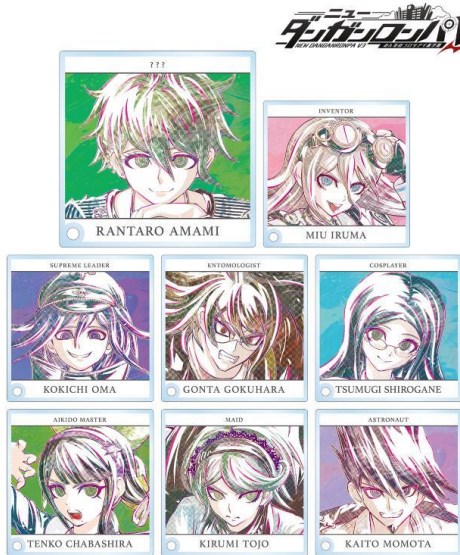 ニュー
ダンガンロンパV
NEW DANGANRONPA V3
???
RANTARO AMAMI
INVENTOR
MIU IRUMA
SUPREME LEADER
KOKICHI OMA
ENTOMOLOGIST
GONTA GOKUHARA
COSPLAYER
TSUMUGI SHIROGANE
AIKIDO MASTER
TENKO CHABASHIRA
MAID
KIRUMI TOJO
ASTRONAUT
KAITO MOMOTA